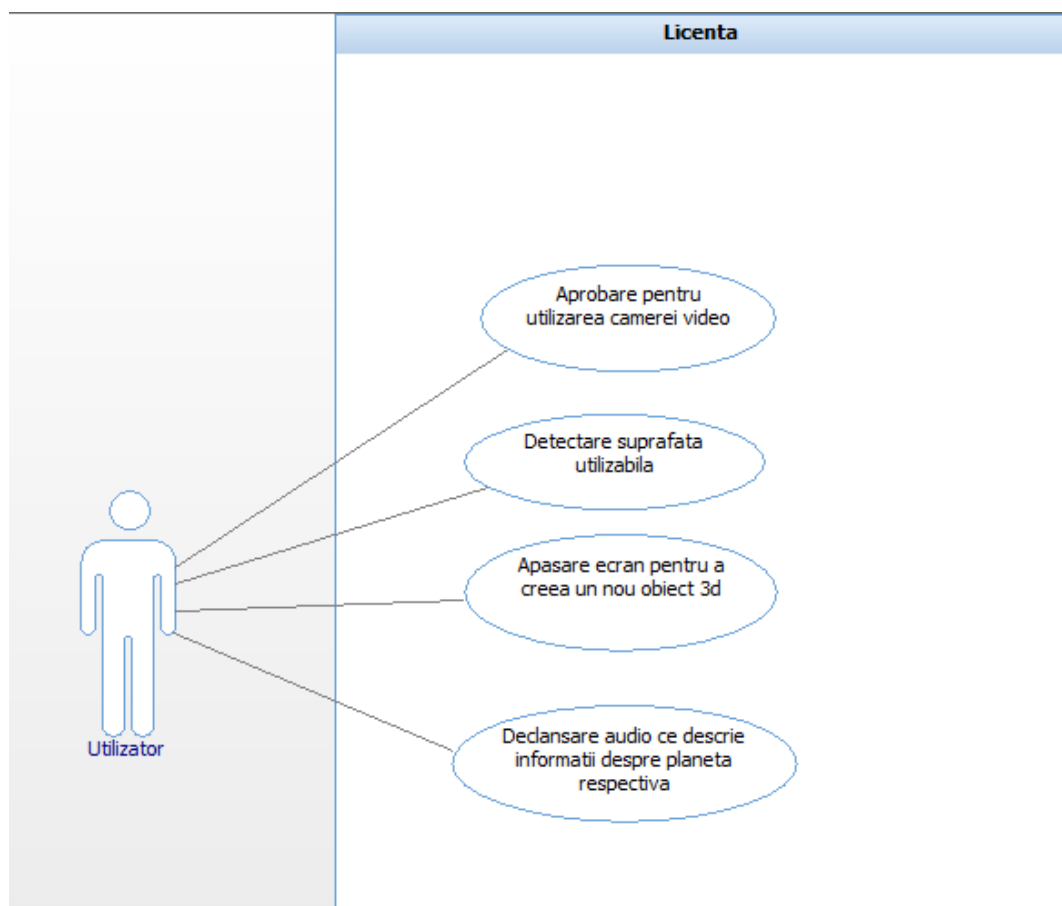 Licenta
Aprobare pentru
utilizarea camerei video
Detectare suprafata
utilizabila
Apasare ecran pentru a
creea un nou obiect 3d
Declansare audio ce descrie
informatii despre planeta
respectiva
Utilizator